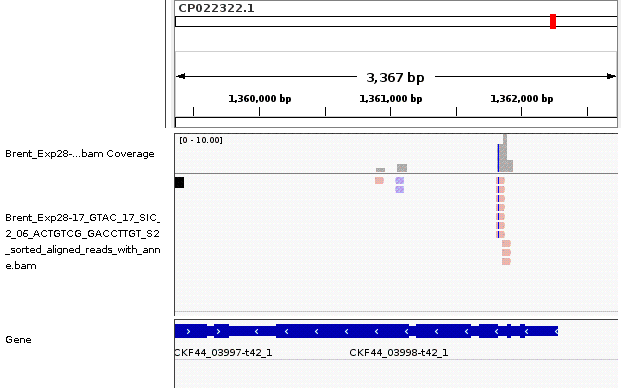 CP022322.1
3,367 bp
1,360,000 bp
1,361,000 bp
1,362,000 bp
[0 - 10.00]
Brent_Exp28-...bam Coverage
Brent_Exp28-17_GTAC_17_SIC_
2_06_ACTGTCG_GACCTTGT_S2
_sorted_aligned_reads_with_ann
e.bam
Gene
CKF44_03997-t42_1
CKF44_03998-t42_1